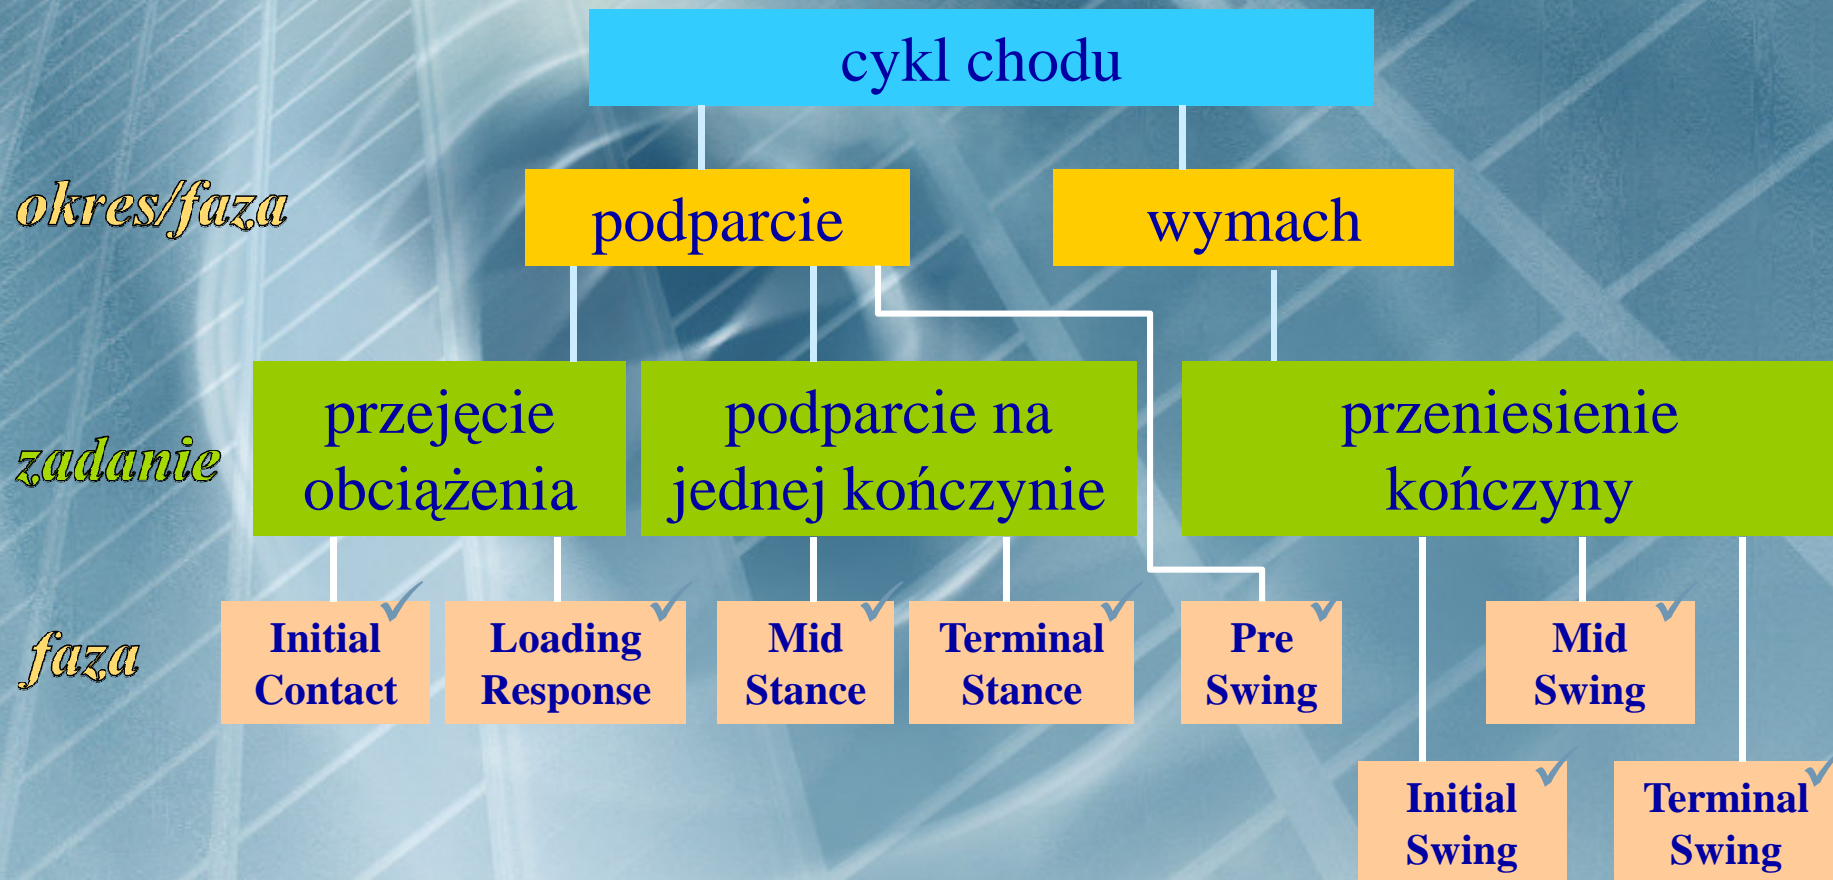 cykl chodu
okres/faza
podparcie
wymach
zadanie
przejęcie
obciążenia
podparcie na
jednej kończynie
przeniesienie
kończyny
faza
Initial
Contact
Loading
Response
Mid
Stance
Terminal
Stance
Pre
Swing
Mid
Swing
Initial
Swing
Terminal
Swing